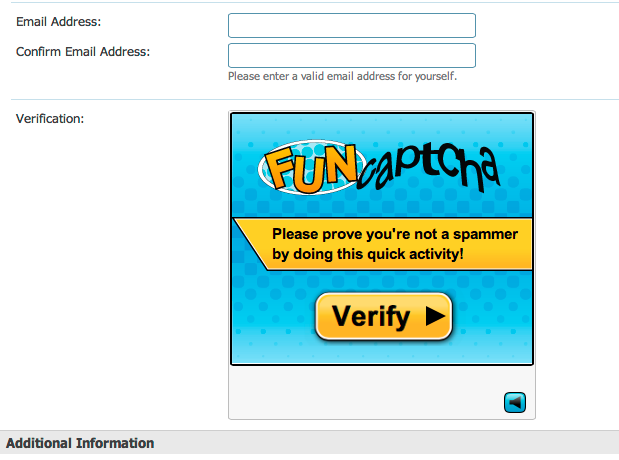 Email Address:
Confirm Email Address:
Please enter a valid email address for yourself.
Verification:
FUNcaptcha
Please prove you're not a spammer
by doing this quick activity!
Verify
Additional Information